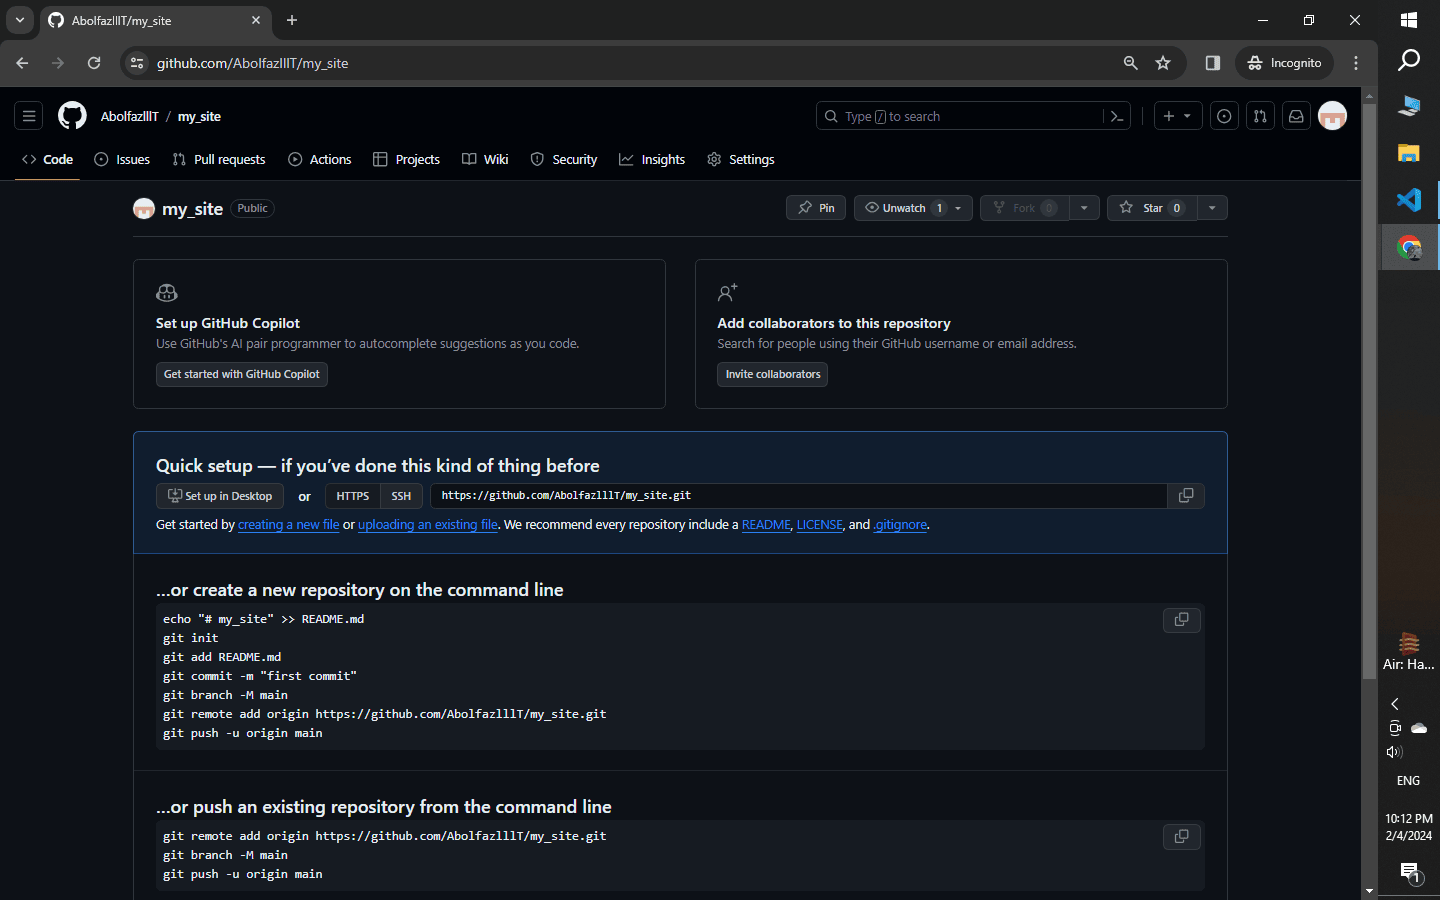 AbolfazlllT/my_site
github.com/AbolfazlllT/my_site
Incognito
AbolfazlllT / my_site
Type / to search
Code
Issues
Pull requests
Actions
Projects
Wiki
Security
Insights
Settings
my_site Public
Pin
Unwatch 1
Fork 0
Star 0
Set up GitHub Copilot
Use GitHub's AI pair programmer to autocomplete suggestions as you code.
Get started with GitHub Copilot
Add collaborators to this repository
Search for people using their GitHub username or email address.
Invite collaborators
Quick setup — if you’ve done this kind of thing before
Set up in Desktop or HTTPS SSH https://github.com/AbolfazlllT/my_site.git
Get started by creating a new file or uploading an existing file. We recommend every repository include a README, LICENSE, and .gitignore.
…or create a new repository on the command line
echo "# my_site" >> README.md
git init
git add README.md
git commit -m "first commit"
git branch -M main
git remote add origin https://github.com/AbolfazlllT/my_site.git
git push -u origin main
…or push an existing repository from the command line
git remote add origin https://github.com/AbolfazlllT/my_site.git
git branch -M main
git push -u origin main
Air: Ha...
ENG
10:12 PM
2/4/2024
1